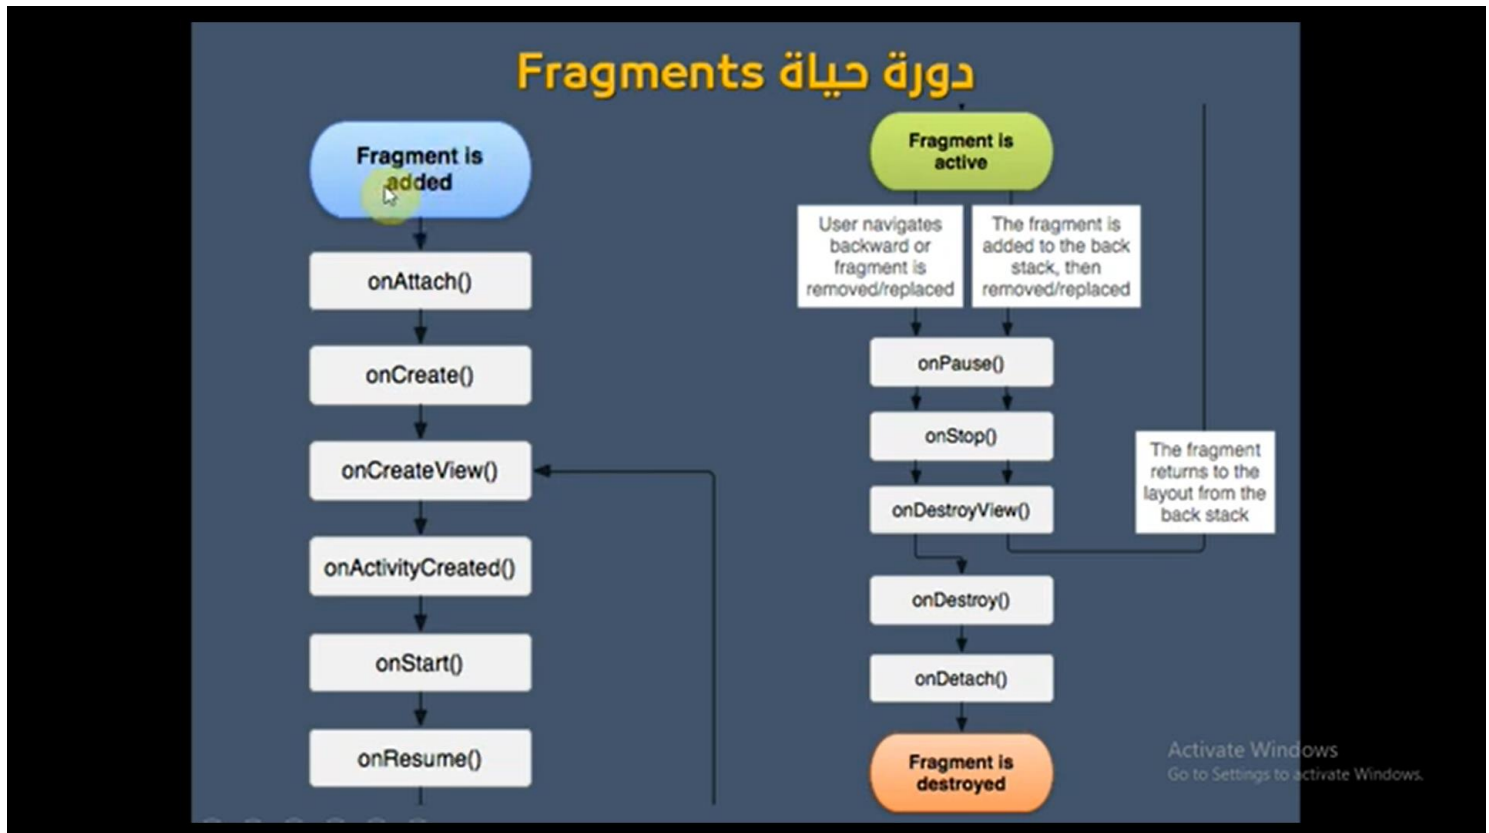 دورة حياة Fragments
Fragment is
added
onAttach()
onCreate()
onCreateView()
onActivityCreated()
onStart()
onResume()
Fragment is
active
User navigates
backward or
fragment is
removed/replaced
The fragment is
added to the back
stack, then
removed/replaced
onPause()
onStop()
onDestroyView()
The fragment
returns to the
layout from the
back stack
onDestroy()
onDetach()
Fragment is
destroyed
Activate Windows
Go to Settings to activate Windows.